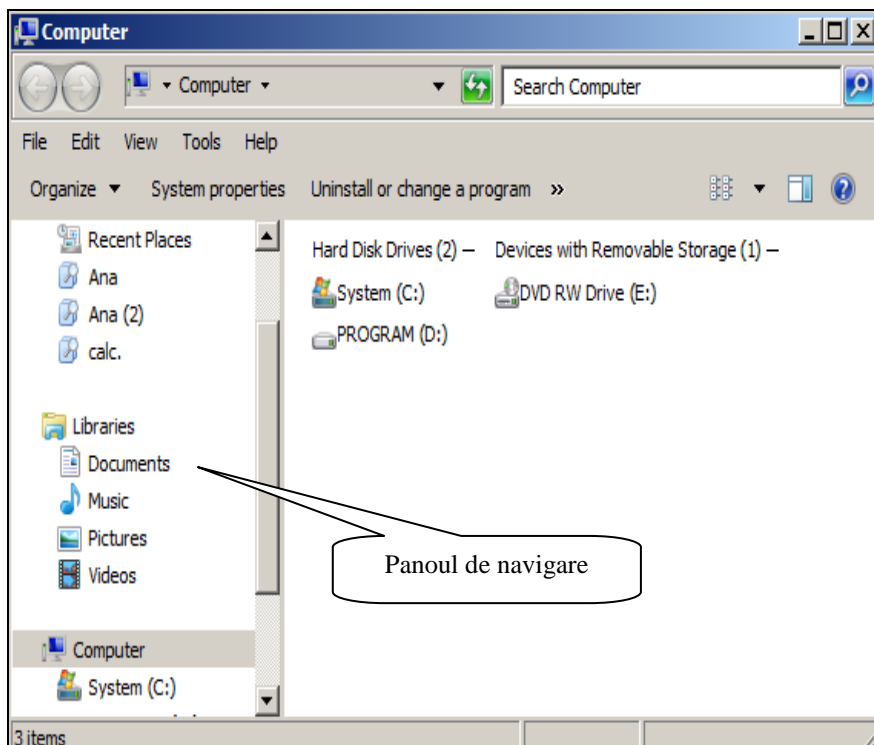 Computer
Computer
Search Computer
File Edit View Tools Help
Organize System properties Uninstall or change a program »
Recent Places
Ana
Ana (2)
calc.
Libraries
Documents
Music
Pictures
Videos
Computer
System (C:)
Hard Disk Drives (2) Devices with Removable Storage (1)
System (C:) DVD RW Drive (E:)
PROGRAM (D:)
Panoul de navigare
3 items